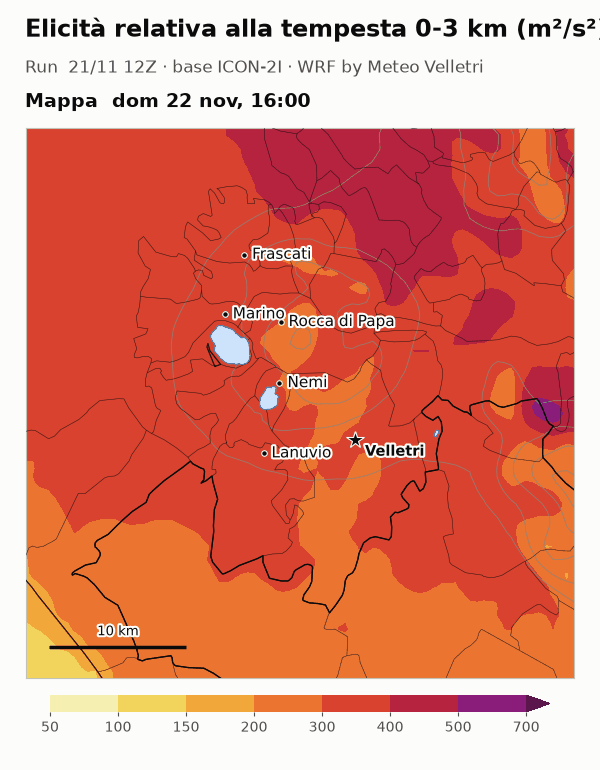 Elicità relativa alla tempesta 0-3 km (m²/s²)
Run 21/11 12Z · base ICON-2I · WRF by Meteo Velletri
Mappa dom 22 nov, 16:00
Frascati
Marino
Rocca di Papa
Nemi
Velletri
Lanuvio
10 km
50 100 150 200 300 400 500 700